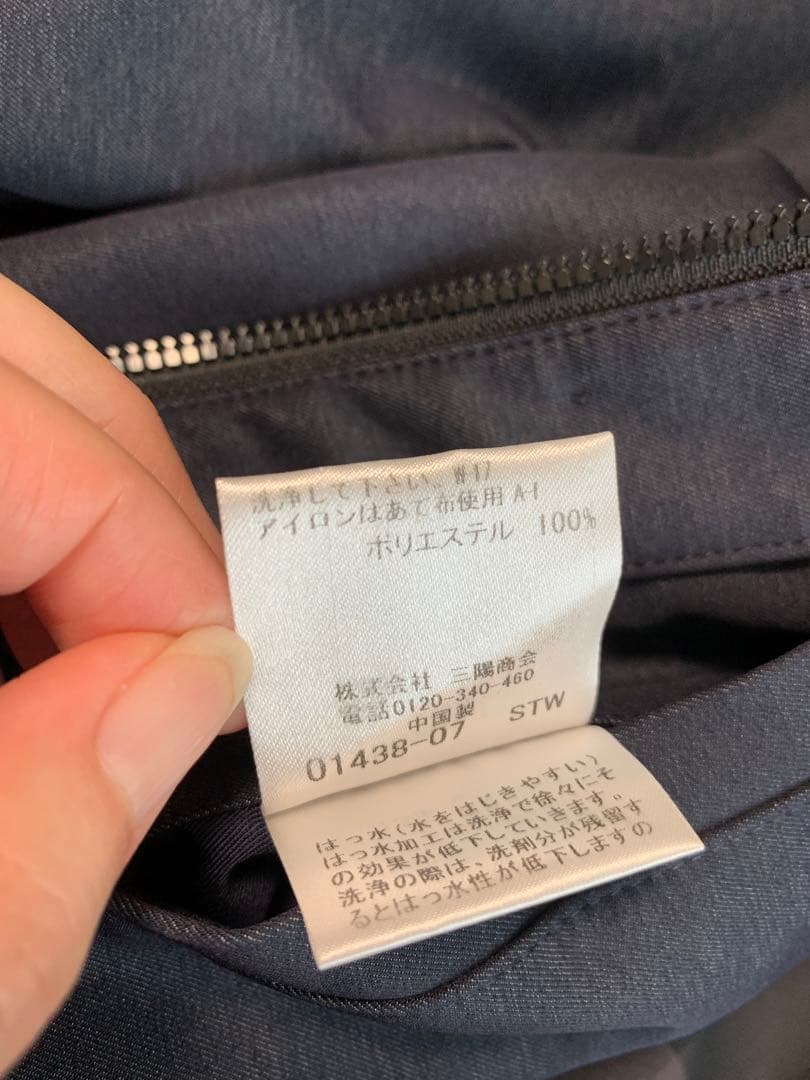 洗浄して下さい。W-17
アイロンはあて布使用 A-1
ポリエステル 100%
株式会社 三陽商会
電話0120-340-460
中国製
01438-07 STW
はっ水(水をはじきやすい)
はっ水加工は洗浄で徐々にそ
の効果が低下していきます。
洗浄の際は、洗剤分が残留す
るとはっ水性が低下しますの